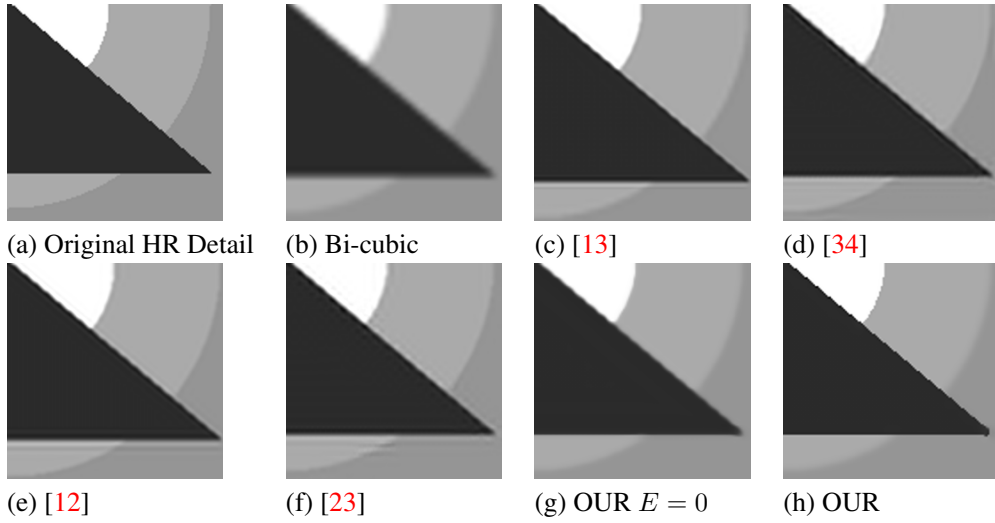 (a) Original HR Detail
(b) Bi-cubic
(c) [13]
(d) [34]
(e) [12]
(f) [23]
(g) OUR E = 0
(h) OUR